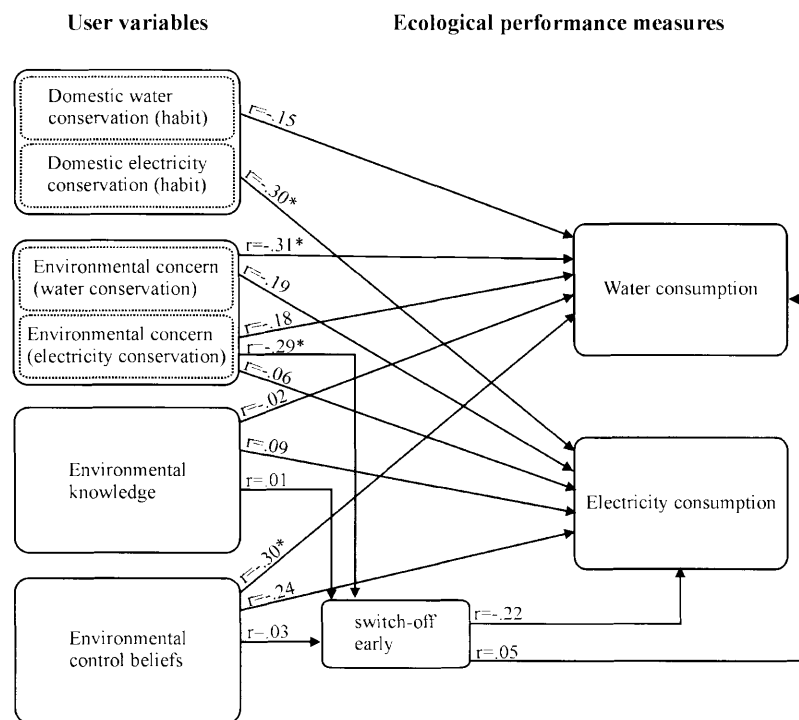 User variables
Ecological performance measures
Domestic water
conservation (habit)
Domestic electricity
conservation (habit)
r=-.15
r=-.30*
Environmental concern
(water conservation)
Environmental concern
(electricity conservation)
r=-.31*
r=-.19
r=-.18
r=-.29*
r=-.06
Water consumption
Environmental
knowledge
r=-.02
r=.09
r=.01
Electricity consumption
Environmental
control beliefs
r=-.30*
r=-.24
r=.03
switch-off
early
r=-.22
r=.05